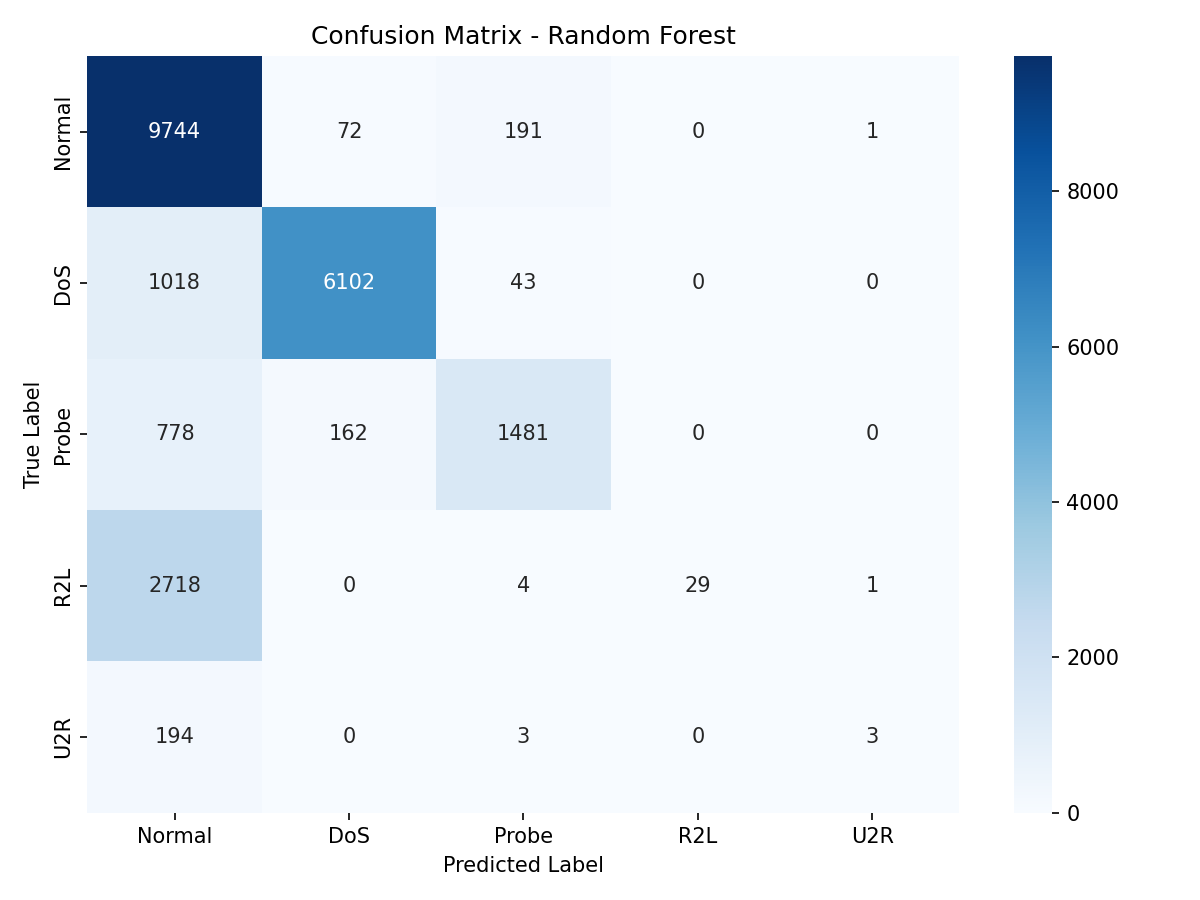 Confusion Matrix - Random Forest
True Label
Normal 9744 72 191 0 1
DoS 1018 6102 43 0 0
Probe 778 162 1481 0 0
R2L 2718 0 4 29 1
U2R 194 0 3 0 3
Normal DoS Probe R2L U2R
Predicted Label
8000
6000
4000
2000
0